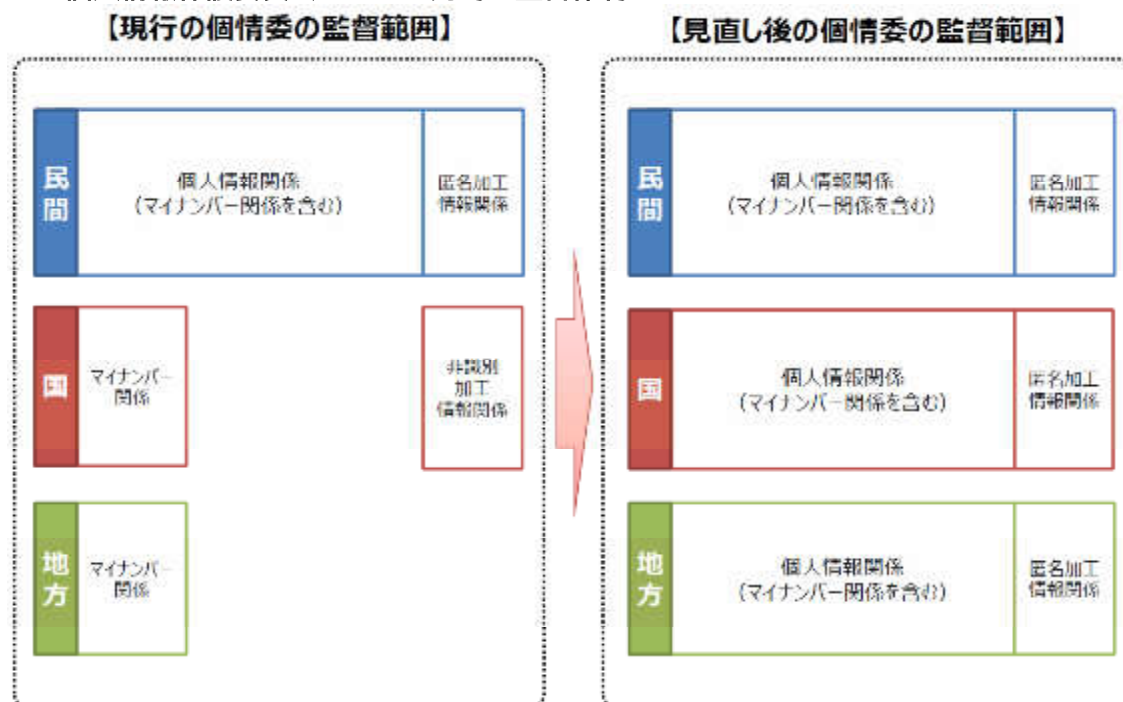 【現行の個情委の監督範囲】
民間
個人情報関係
(マイナンバー関係を含む)
匿名加工
情報関係
国
マイナンバー
関係
非識別
加工
情報関係
地方
マイナンバー
関係
【見直し後の個情委の監督範囲】
民間
個人情報関係
(マイナンバー関係を含む)
匿名加工
情報関係
国
個人情報関係
(マイナンバー関係を含む)
匿名加工
情報関係
地方
個人情報関係
(マイナンバー関係を含む)
匿名加工
情報関係